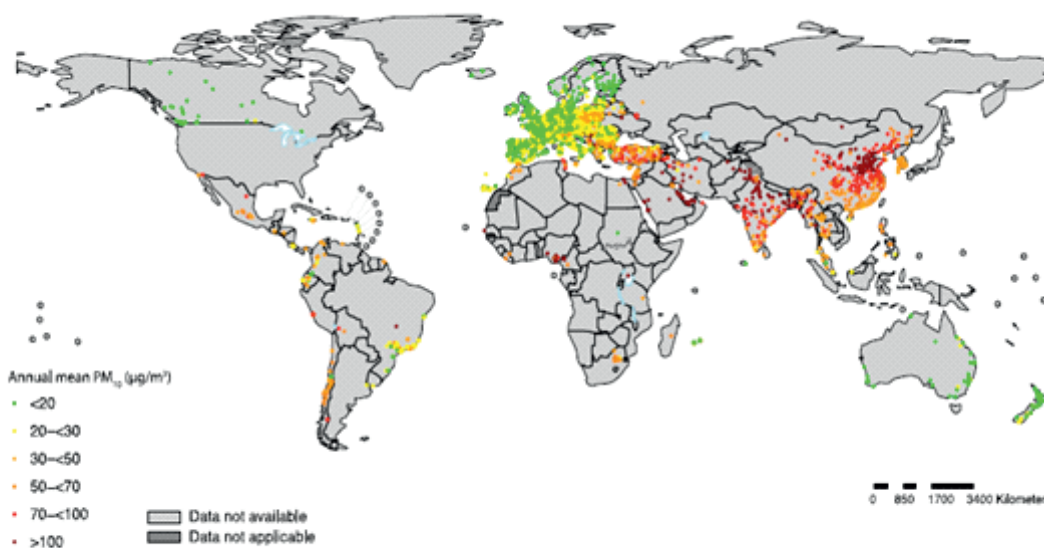 Annual mean PM₁₀ (µg/m³)
<20
20–<30
30–<50
50–<70
70–<100
>100
Data not available
Data not applicable
0 850 1700 3400 Kilometer